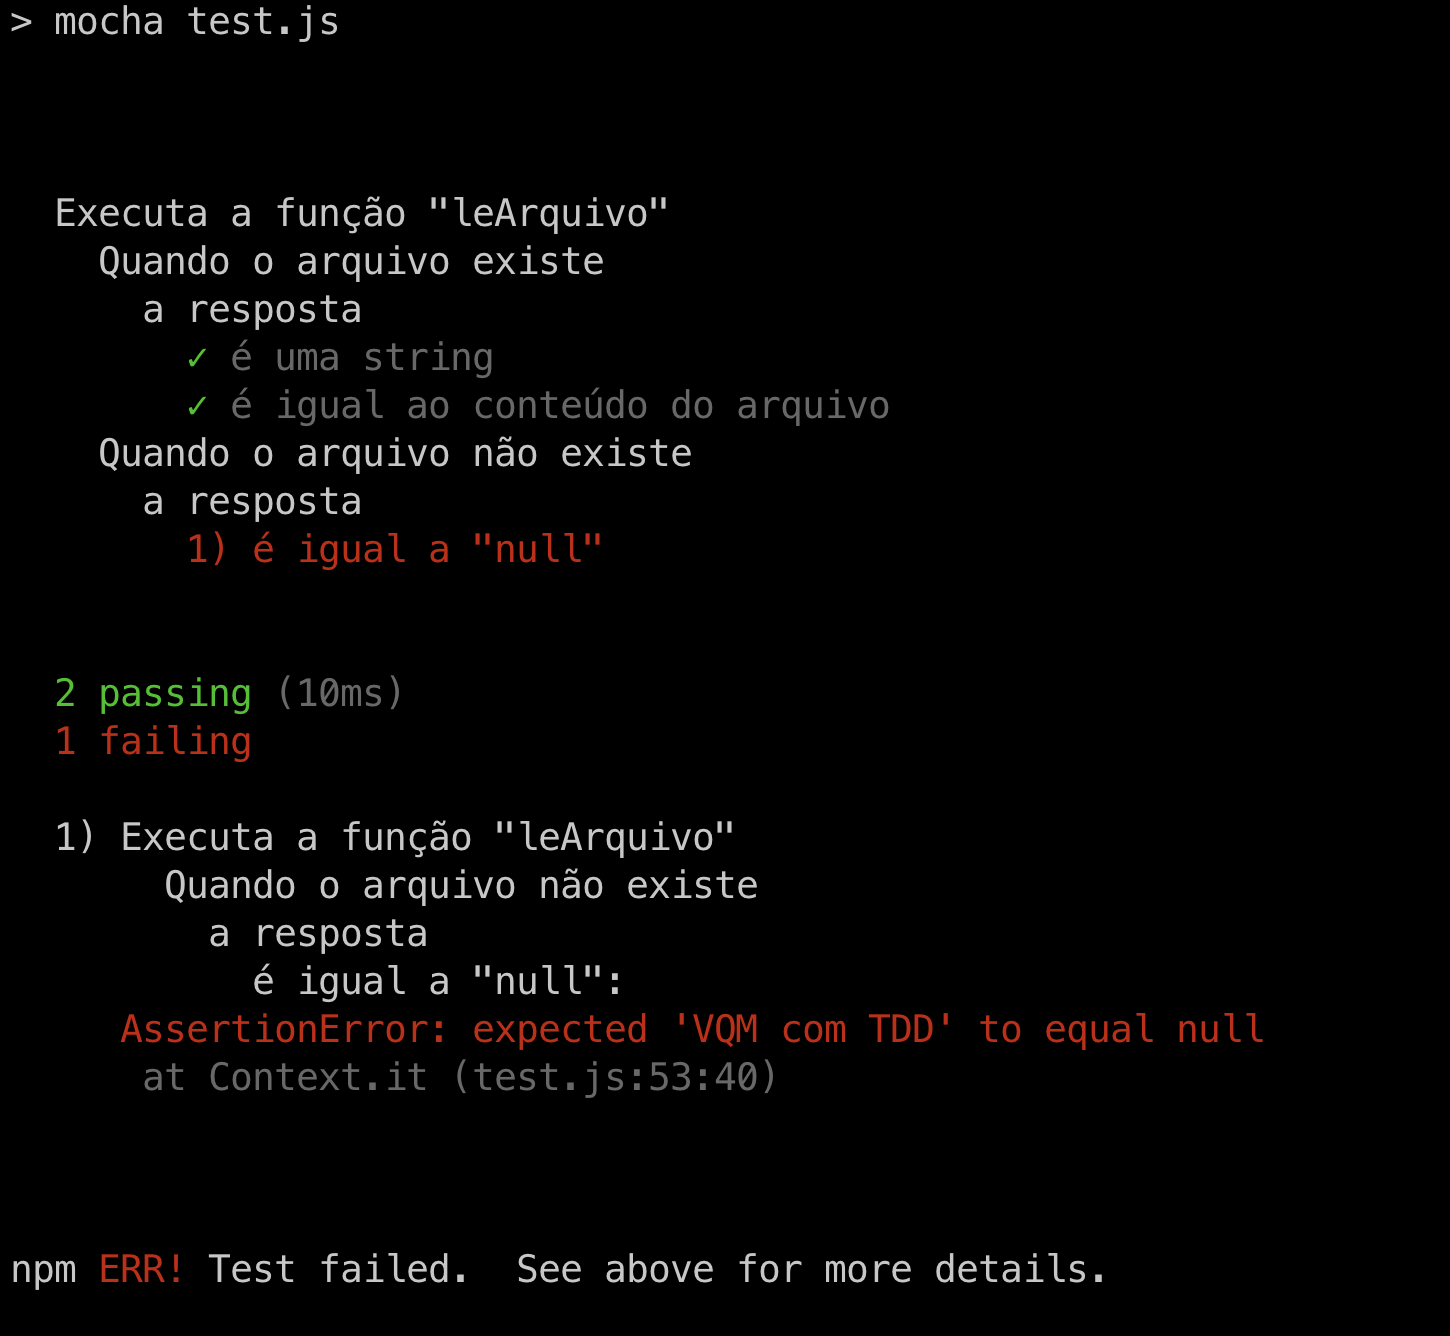 > mocha test.js
Executa a função "leArquivo"
Quando o arquivo existe
a resposta
✓ é uma string
✓ é igual ao conteúdo do arquivo
Quando o arquivo não existe
a resposta
1) é igual a "null"
2 passing (10ms)
1 failing
1) Executa a função "leArquivo"
Quando o arquivo não existe
a resposta
é igual a "null":
AssertionError: expected 'VQM com TDD' to equal null
at Context.it (test.js:53:40)
npm ERR! Test failed.  See above for more details.